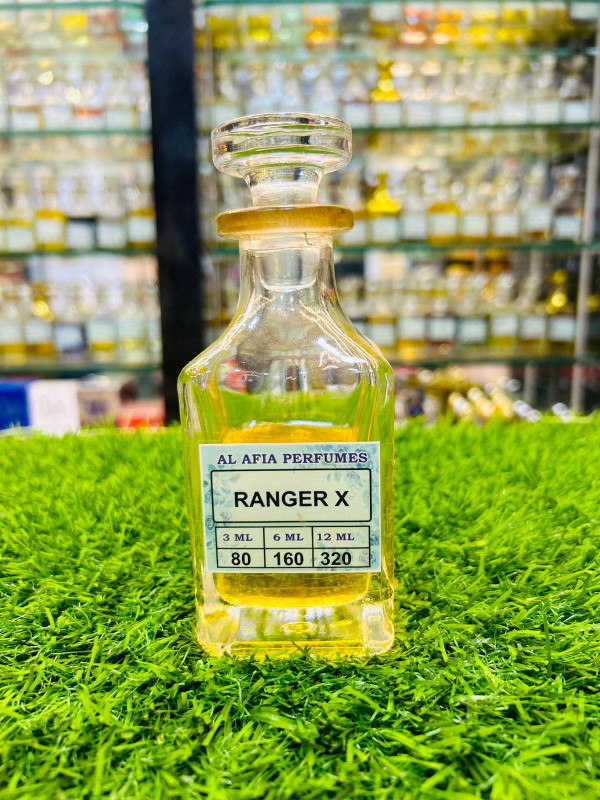 AL AFIA PERFUMES
RANGER X
3 ML 6 ML 12 ML
80 160 320